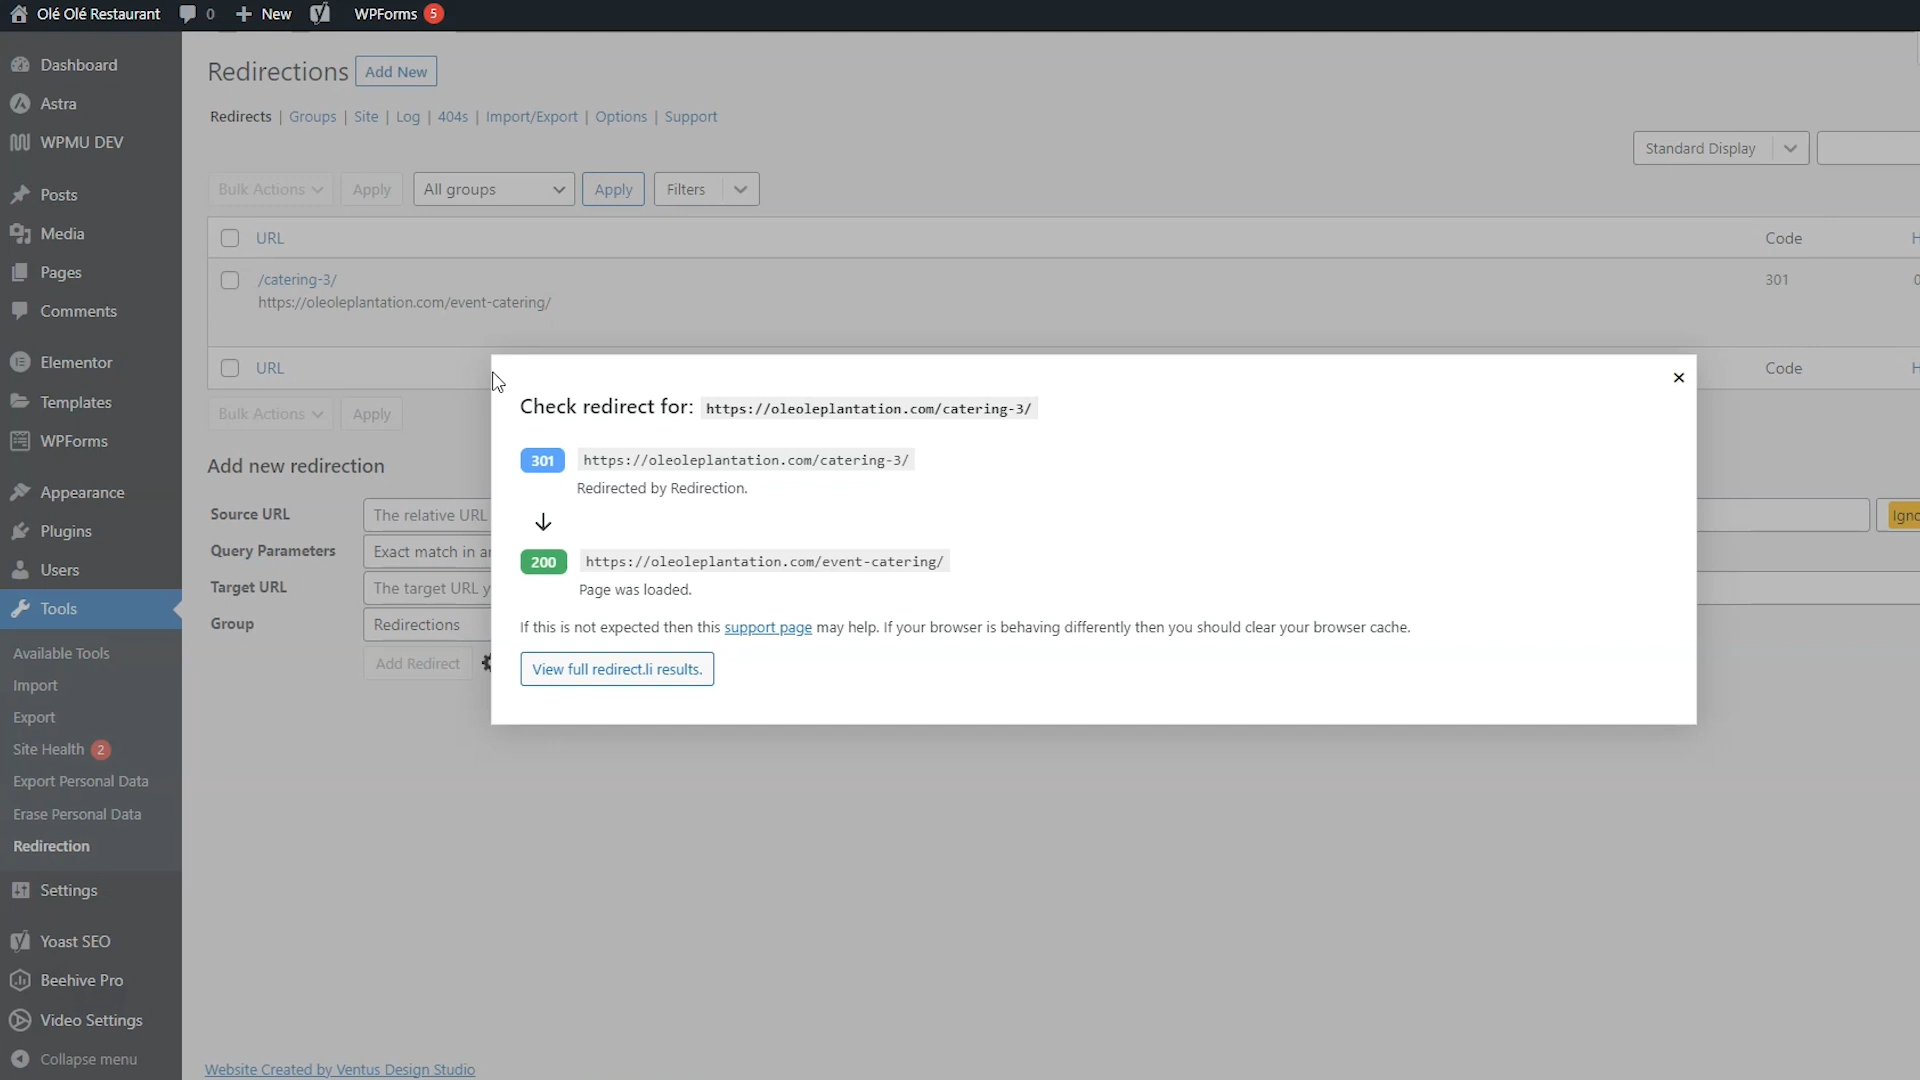 Olé Olé Restaurant 0 New WPForms 5
Dashboard
Astra
WPMU DEV
Posts
Media
Pages
Comments
Elementor
Templates
WPForms
Appearance
Plugins
Users
Tools
Available Tools
Import
Export
Site Health 2
Export Personal Data
Erase Personal Data
Redirection
Settings
Yoast SEO
Beehive Pro
Video Settings
Collapse menu
Redirections Add New
Redirects | Groups | Site | Log | 404s | Import/Export | Options | Support
Standard Display
Bulk Actions Apply All groups Apply Filters
URL Code H
/catering-3/ 301 0
https://oleoleplantation.com/event-catering/
URL Code H
Bulk Actions Apply
Add new redirection
Source URL The relative URL Igno
Query Parameters Exact match in a
Target URL The target URL y
Group Redirections
Add Redirect
Check redirect for: https://oleoleplantation.com/catering-3/
301 https://oleoleplantation.com/catering-3/
Redirected by Redirection.
200 https://oleoleplantation.com/event-catering/
Page was loaded.
If this is not expected then this support page may help. If your browser is behaving differently then you should clear your browser cache.
View full redirect.li results.
Website Created by Ventus Design Studio